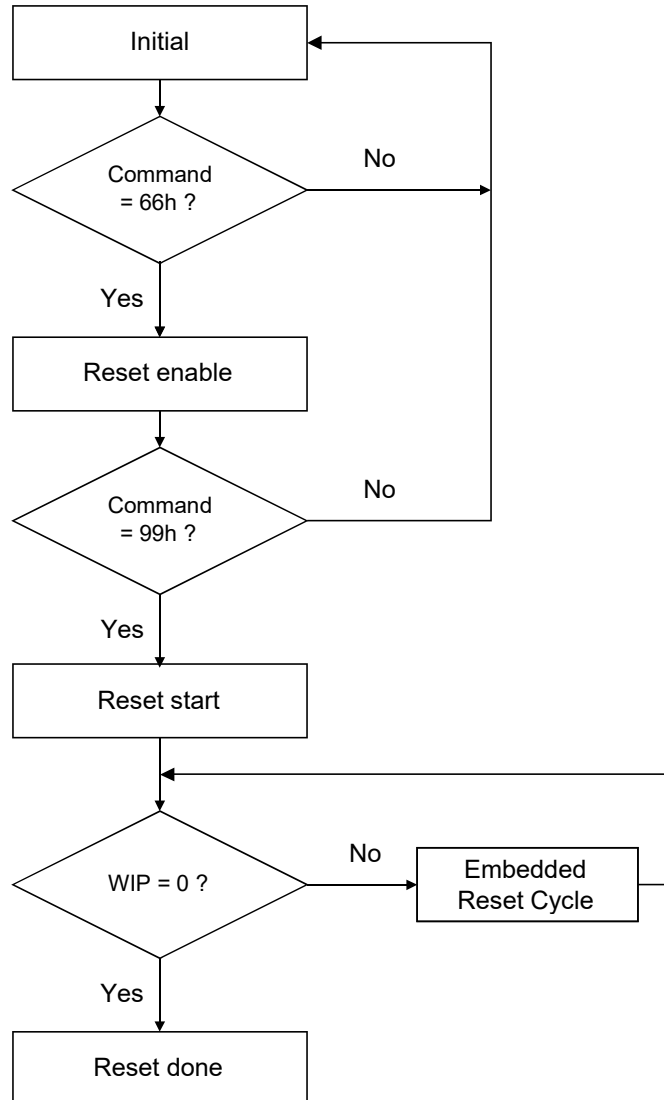 Initial
Command
= 66h ?
No
Yes
Reset enable
Command
= 99h ?
No
Yes
Reset start
WIP = 0 ?
No
Embedded
Reset Cycle
Yes
Reset done